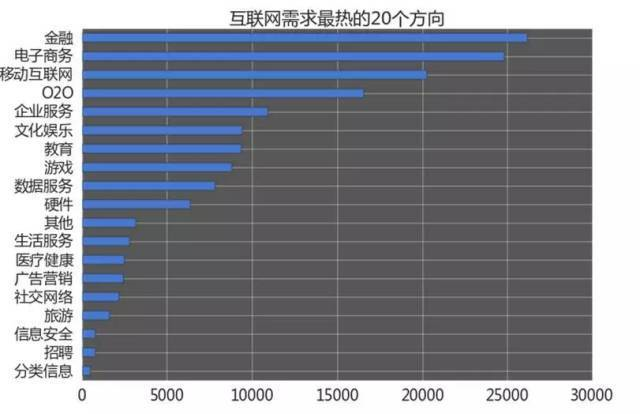 互联网需求最热的20个方向
金融
电子商务
移动互联网
O2O
企业服务
文化娱乐
教育
游戏
数据服务
硬件
其他
生活服务
医疗健康
广告营销
社交网络
旅游
信息安全
招聘
分类信息
0 5000 10000 15000 20000 25000 30000